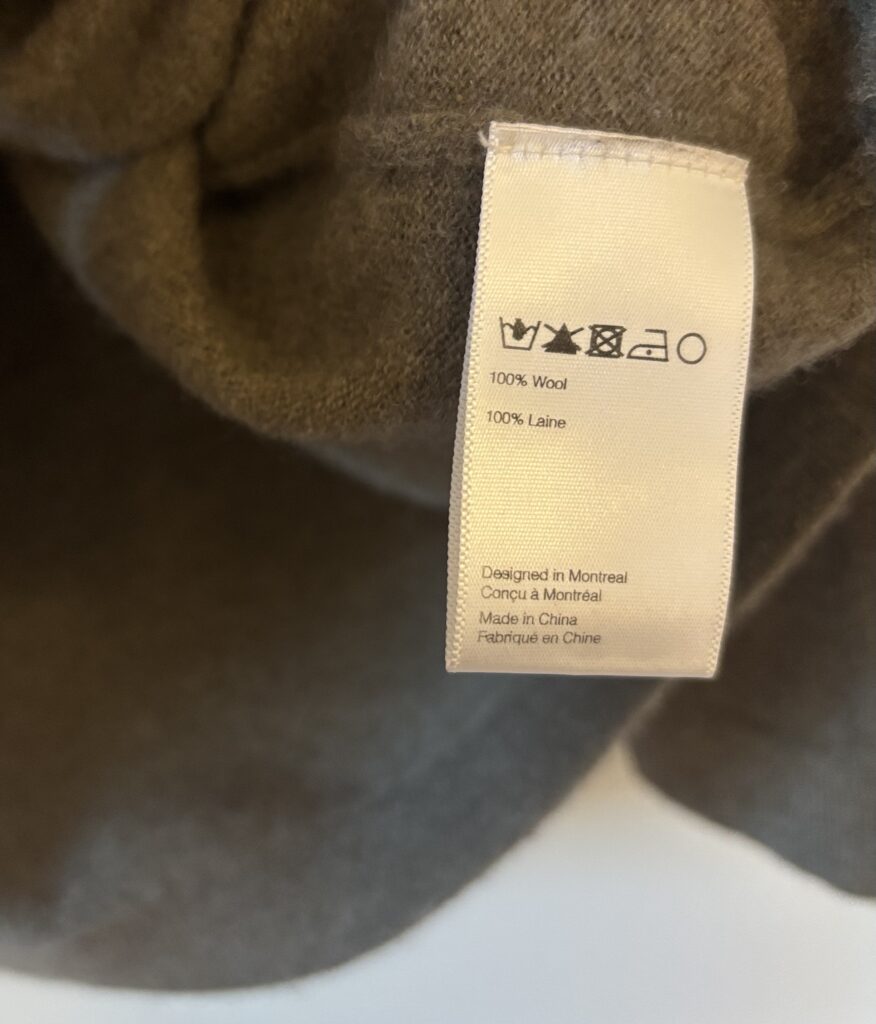 100% Wool
100% Laine
Designed in Montreal
Conçu à Montréal
Made in China
Fabriqué en Chine